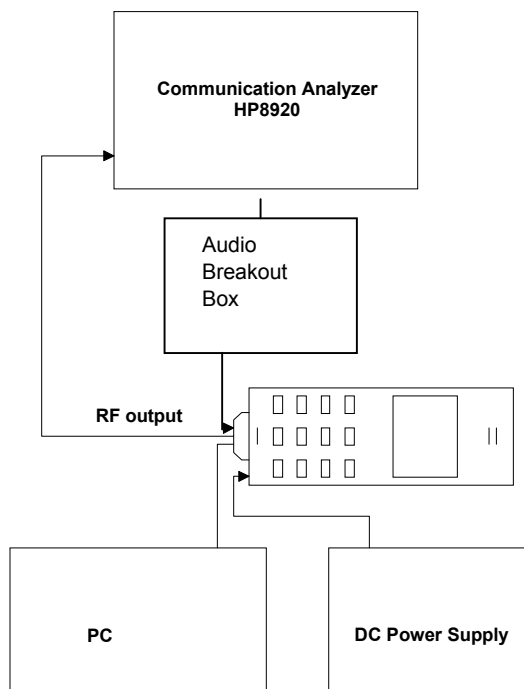 Communication Analyzer
HP8920
Audio
Breakout
Box
RF output
PC
DC Power Supply